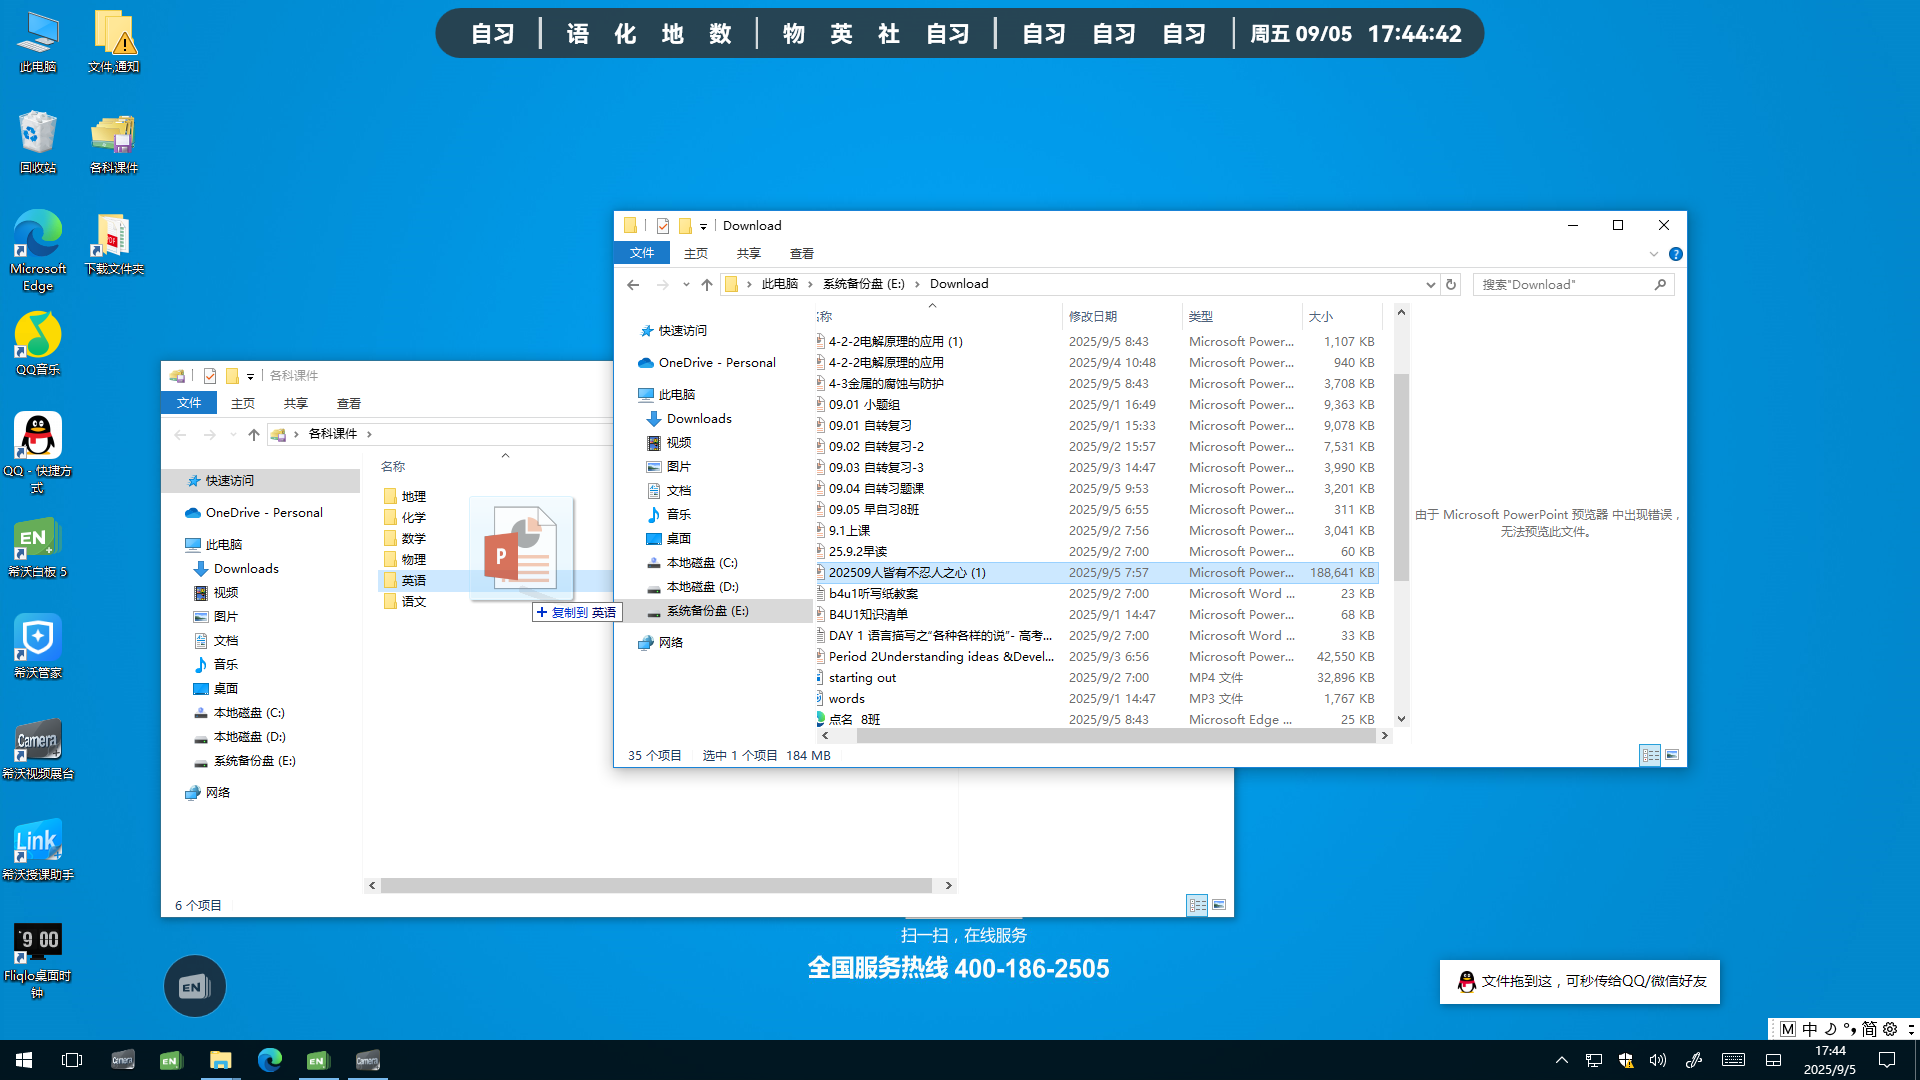 自习 语 化 地 数 物 英 社 自习 自习 自习 自习 周五 09/05 17:44:42
此电脑
文件,通知
回收站
各科课件
Microsoft Edge
下载文件夹
QQ音乐
QQ - 快捷方式
EN
希沃白板 5
希沃管家
Camera
希沃视频展台
Link
希沃授课助手
9 00
Fliqlo桌面时钟
各科课件
文件 主页 共享 查看
各科课件
快速访问
OneDrive - Personal
此电脑
Downloads
视频
图片
文档
音乐
桌面
本地磁盘 (C:)
本地磁盘 (D:)
系统备份盘 (E:)
网络
名称
地理
化学
数学
物理
英语
语文
P
复制到 英语
6 个项目
Download
文件 主页 共享 查看
此电脑 系统备份盘 (E:) Download
搜索"Download"
快速访问
OneDrive - Personal
此电脑
Downloads
视频
图片
文档
音乐
桌面
本地磁盘 (C:)
本地磁盘 (D:)
系统备份盘 (E:)
网络
称 修改日期 类型 大小
4-2-2电解原理的应用 (1) 2025/9/5 8:43 Microsoft Power... 1,107 KB
4-2-2电解原理的应用 2025/9/4 10:48 Microsoft Power... 940 KB
4-3金属的腐蚀与防护 2025/9/5 8:43 Microsoft Power... 3,708 KB
09.01 小题组 2025/9/1 16:49 Microsoft Power... 9,363 KB
09.01 自转复习 2025/9/1 15:33 Microsoft Power... 9,078 KB
09.02 自转复习-2 2025/9/2 15:57 Microsoft Power... 7,531 KB
09.03 自转复习-3 2025/9/3 14:47 Microsoft Power... 3,990 KB
09.04 自转习题课 2025/9/5 9:53 Microsoft Power... 3,201 KB
09.05 早自习8班 2025/9/5 6:55 Microsoft Power... 311 KB
9.1上课 2025/9/2 7:56 Microsoft Power... 3,041 KB
25.9.2早读 2025/9/2 7:00 Microsoft Power... 60 KB
202509人皆有不忍人之心 (1) 2025/9/5 7:57 Microsoft Power... 188,641 KB
b4u1听写纸教案 2025/9/2 7:00 Microsoft Word ... 23 KB
B4U1知识清单 2025/9/1 14:47 Microsoft Power... 68 KB
DAY 1 语言描写之“各种各样的说”- 高考... 2025/9/2 7:00 Microsoft Word ... 33 KB
Period 2Understanding ideas &Devel... 2025/9/3 6:56 Microsoft Power... 42,550 KB
starting out 2025/9/2 7:00 MP4 文件 32,896 KB
words 2025/9/1 14:47 MP3 文件 1,767 KB
点名 8班 2025/9/5 8:43 Microsoft Edge ... 25 KB
由于 Microsoft PowerPoint 预览器 中出现错误，
无法预览此文件。
35 个项目 选中 1 个项目 184 MB
扫一扫，在线服务
全国服务热线 400-186-2505
EN
文件拖到这，可秒传给QQ/微信好友
M 中 简
Camera EN EN Camera
17:44
2025/9/5